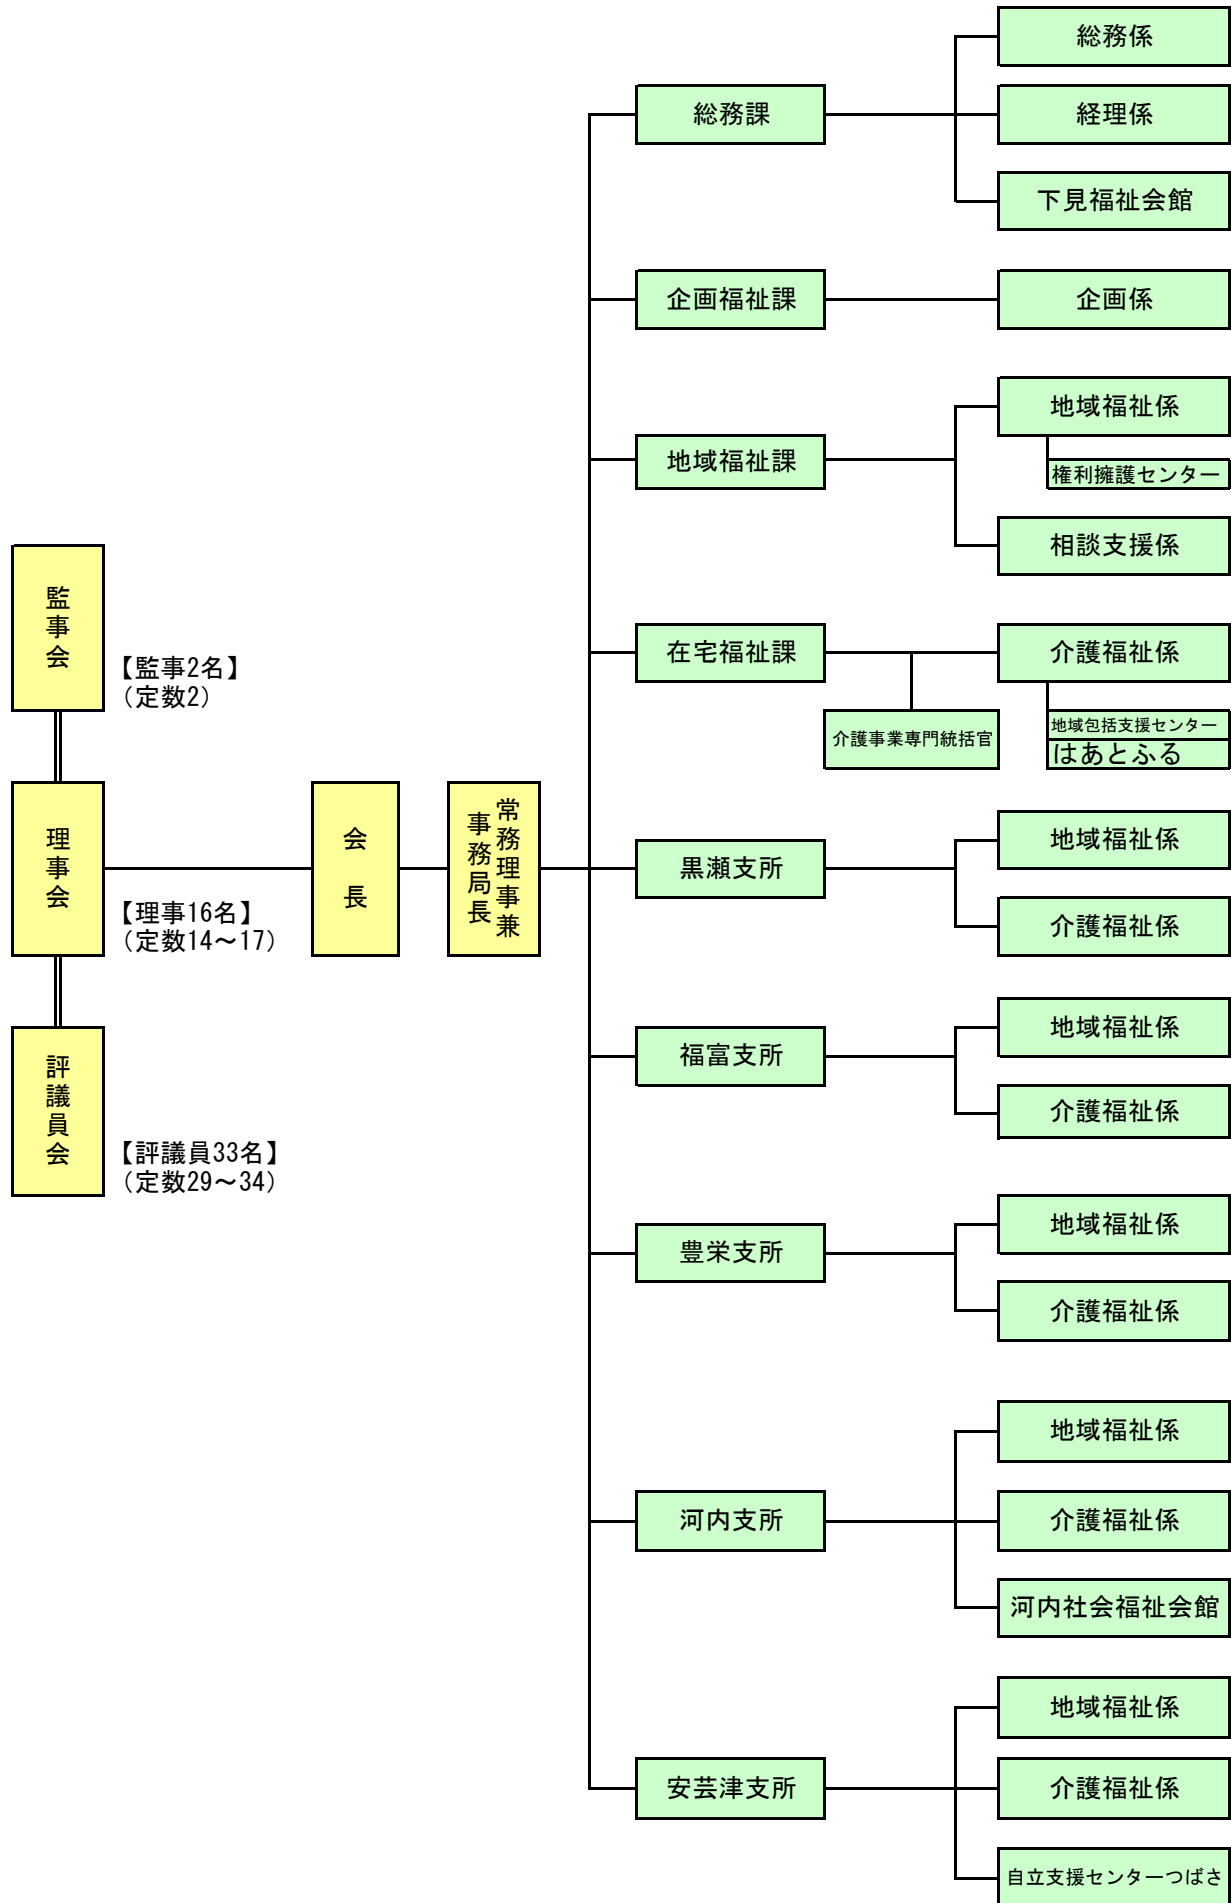 監事会
【監事2名】
（定数2）
理事会
【理事16名】
（定数14～17）
評議員会
【評議員33名】
（定数29～34）
会長
常務理事兼
事務局長
総務課
総務係
経理係
下見福祉会館
企画福祉課
企画係
地域福祉課
地域福祉係
権利擁護センター
相談支援係
在宅福祉課
介護事業専門統括官
介護福祉係
地域包括支援センター
はあとふる
黒瀬支所
地域福祉係
介護福祉係
福富支所
地域福祉係
介護福祉係
豊栄支所
地域福祉係
介護福祉係
河内支所
地域福祉係
介護福祉係
河内社会福祉会館
安芸津支所
地域福祉係
介護福祉係
自立支援センターつばさ